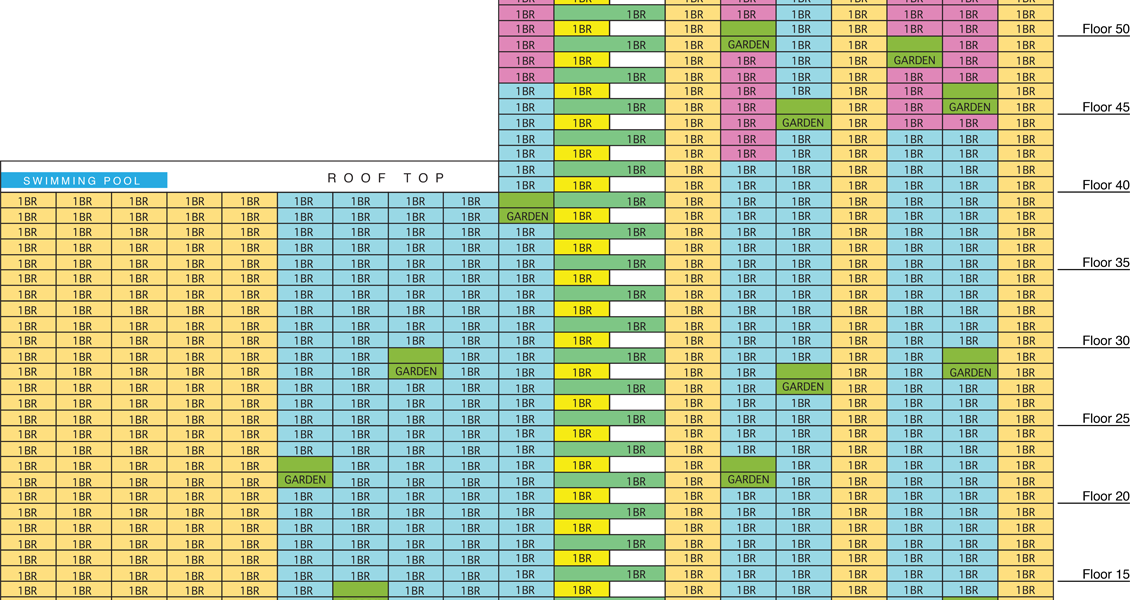 1BR 1BR 1BR 1BR 1BR 1BR 1BR 1BR 1BR
1BR 1BR 1BR 1BR 1BR 1BR 1BR 1BR 1BR
1BR 1BR 1BR 1BR 1BR 1BR 1BR 1BR Floor 50
1BR 1BR 1BR GARDEN 1BR 1BR 1BR 1BR
1BR 1BR 1BR 1BR 1BR 1BR GARDEN 1BR 1BR
1BR 1BR 1BR 1BR 1BR 1BR 1BR 1BR 1BR
1BR 1BR 1BR 1BR 1BR 1BR 1BR 1BR
1BR 1BR 1BR 1BR 1BR 1BR GARDEN 1BR Floor 45
1BR 1BR 1BR 1BR GARDEN 1BR 1BR 1BR 1BR
1BR 1BR 1BR 1BR 1BR 1BR 1BR 1BR 1BR
1BR 1BR 1BR 1BR 1BR 1BR 1BR 1BR 1BR
1BR 1BR 1BR 1BR 1BR 1BR 1BR 1BR 1BR
SWIMMING POOL ROOF TOP 1BR 1BR 1BR 1BR 1BR 1BR 1BR 1BR 1BR Floor 40
1BR 1BR 1BR 1BR 1BR 1BR 1BR 1BR 1BR 1BR 1BR 1BR 1BR 1BR 1BR 1BR 1BR
1BR 1BR 1BR 1BR 1BR 1BR 1BR 1BR 1BR GARDEN 1BR 1BR 1BR 1BR 1BR 1BR 1BR 1BR
1BR 1BR 1BR 1BR 1BR 1BR 1BR 1BR 1BR 1BR 1BR 1BR 1BR 1BR 1BR 1BR 1BR 1BR
1BR 1BR 1BR 1BR 1BR 1BR 1BR 1BR 1BR 1BR 1BR 1BR 1BR 1BR 1BR 1BR 1BR 1BR
1BR 1BR 1BR 1BR 1BR 1BR 1BR 1BR 1BR 1BR 1BR 1BR 1BR 1BR 1BR 1BR 1BR 1BR Floor 35
1BR 1BR 1BR 1BR 1BR 1BR 1BR 1BR 1BR 1BR 1BR 1BR 1BR 1BR 1BR 1BR 1BR 1BR
1BR 1BR 1BR 1BR 1BR 1BR 1BR 1BR 1BR 1BR 1BR 1BR 1BR 1BR 1BR 1BR 1BR 1BR
1BR 1BR 1BR 1BR 1BR 1BR 1BR 1BR 1BR 1BR 1BR 1BR 1BR 1BR 1BR 1BR 1BR 1BR
1BR 1BR 1BR 1BR 1BR 1BR 1BR 1BR 1BR 1BR 1BR 1BR 1BR 1BR 1BR 1BR 1BR 1BR
1BR 1BR 1BR 1BR 1BR 1BR 1BR 1BR 1BR 1BR 1BR 1BR 1BR 1BR 1BR 1BR 1BR 1BR Floor 30
1BR 1BR 1BR 1BR 1BR 1BR 1BR 1BR 1BR 1BR 1BR 1BR 1BR 1BR 1BR 1BR
1BR 1BR 1BR 1BR 1BR 1BR 1BR GARDEN 1BR 1BR 1BR 1BR 1BR 1BR 1BR GARDEN 1BR
1BR 1BR 1BR 1BR 1BR 1BR 1BR 1BR 1BR 1BR 1BR 1BR 1BR GARDEN 1BR 1BR 1BR 1BR
1BR 1BR 1BR 1BR 1BR 1BR 1BR 1BR 1BR 1BR 1BR 1BR 1BR 1BR 1BR 1BR 1BR 1BR
1BR 1BR 1BR 1BR 1BR 1BR 1BR 1BR 1BR 1BR 1BR 1BR 1BR 1BR 1BR 1BR 1BR 1BR Floor 25
1BR 1BR 1BR 1BR 1BR 1BR 1BR 1BR 1BR 1BR 1BR 1BR 1BR 1BR 1BR 1BR 1BR 1BR
1BR 1BR 1BR 1BR 1BR 1BR 1BR 1BR 1BR 1BR 1BR 1BR 1BR 1BR 1BR 1BR 1BR 1BR
1BR 1BR 1BR 1BR 1BR 1BR 1BR 1BR 1BR 1BR 1BR 1BR 1BR 1BR 1BR 1BR
1BR 1BR 1BR 1BR 1BR GARDEN 1BR 1BR 1BR 1BR 1BR 1BR GARDEN 1BR 1BR 1BR 1BR 1BR
1BR 1BR 1BR 1BR 1BR 1BR 1BR 1BR 1BR 1BR 1BR 1BR 1BR 1BR 1BR 1BR 1BR 1BR Floor 20
1BR 1BR 1BR 1BR 1BR 1BR 1BR 1BR 1BR 1BR 1BR 1BR 1BR 1BR 1BR 1BR 1BR 1BR
1BR 1BR 1BR 1BR 1BR 1BR 1BR 1BR 1BR 1BR 1BR 1BR 1BR 1BR 1BR 1BR 1BR 1BR
1BR 1BR 1BR 1BR 1BR 1BR 1BR 1BR 1BR 1BR 1BR 1BR 1BR 1BR 1BR 1BR 1BR 1BR
1BR 1BR 1BR 1BR 1BR 1BR 1BR 1BR 1BR 1BR 1BR 1BR 1BR 1BR 1BR 1BR 1BR 1BR
1BR 1BR 1BR 1BR 1BR 1BR 1BR 1BR 1BR 1BR 1BR 1BR 1BR 1BR 1BR 1BR 1BR 1BR Floor 15
1BR 1BR 1BR 1BR 1BR 1BR 1BR 1BR 1BR 1BR 1BR 1BR 1BR 1BR 1BR 1BR 1BR